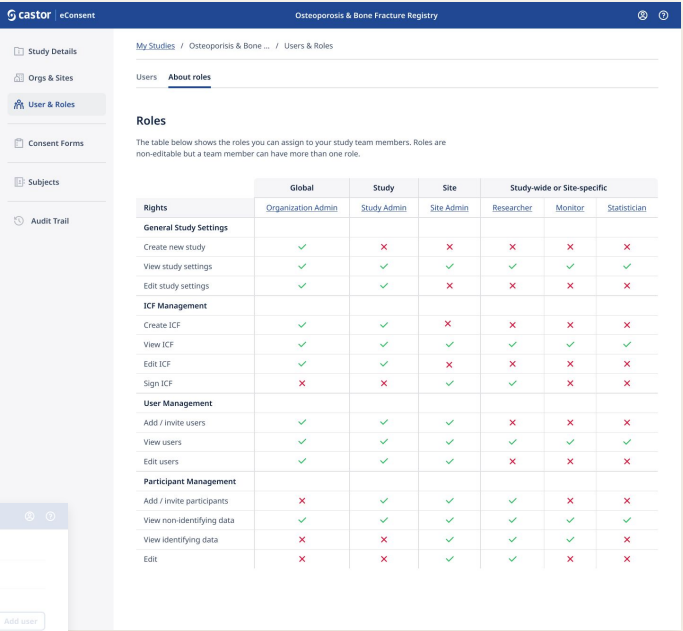 castor eConsent
Osteoporosis & Bone Fracture Registry
Study Details
Orgs & Sites
User & Roles
Consent Forms
Subjects
Audit Trail
My Studies / Osteoporisis & Bone ... / Users & Roles
Users About roles
Roles
The table below shows the roles you can assign to your study team members. Roles are
non-editable but a team member can have more than one role.
Global Study Site Study-wide or Site-specific
Rights Organization Admin Study Admin Site Admin Researcher Monitor Statistician
General Study Settings
Create new study ✓ ✕ ✕ ✕ ✕ ✕
View study settings ✓ ✓ ✓ ✓ ✓ ✓
Edit study settings ✓ ✓ ✕ ✕ ✕ ✕
ICF Management
Create ICF ✓ ✓ ✕ ✕ ✕ ✕
View ICF ✓ ✓ ✓ ✓ ✓ ✓
Edit ICF ✓ ✓ ✕ ✕ ✕ ✕
Sign ICF ✕ ✕ ✓ ✓ ✕ ✕
User Management
Add / invite users ✓ ✓ ✓ ✕ ✕ ✕
View users ✓ ✓ ✓ ✓ ✓ ✓
Edit users ✓ ✓ ✓ ✕ ✕ ✕
Participant Management
Add / invite participants ✕ ✓ ✓ ✓ ✕ ✕
View non-identifying data ✓ ✓ ✓ ✓ ✓ ✓
View identifying data ✕ ✕ ✓ ✓ ✓ ✕
Edit ✕ ✕ ✓ ✓ ✕ ✕
Add user